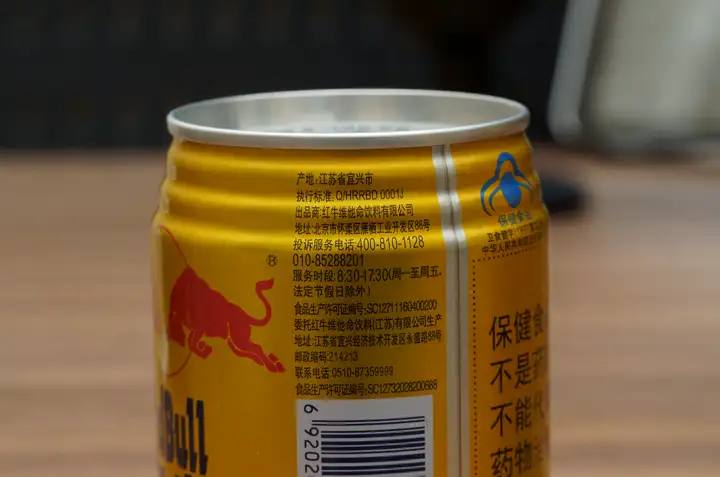 产地:江苏省宜兴市
执行标准: Q/HRRBD 0001J
出品商:红牛维他命饮料有限公司
地址:北京市怀柔区雁栖工业开发区88号
投诉服务电话:400-810-1128
010-85288201
服务时段:8:30-17:30(周一至周五,
法定节假日除外)
食品生产许可证编号:SC12711160400200
委托红牛维他命饮料(江苏)有限公司生产
地址:江苏省宜兴经济技术开发区永盛路88号
邮政编码:214213
联系电话:0510-87359999
食品生产许可证编号:SC12732028200688
6 9202
®
Bull
保健食品
保健食
不是药
不能代
药物